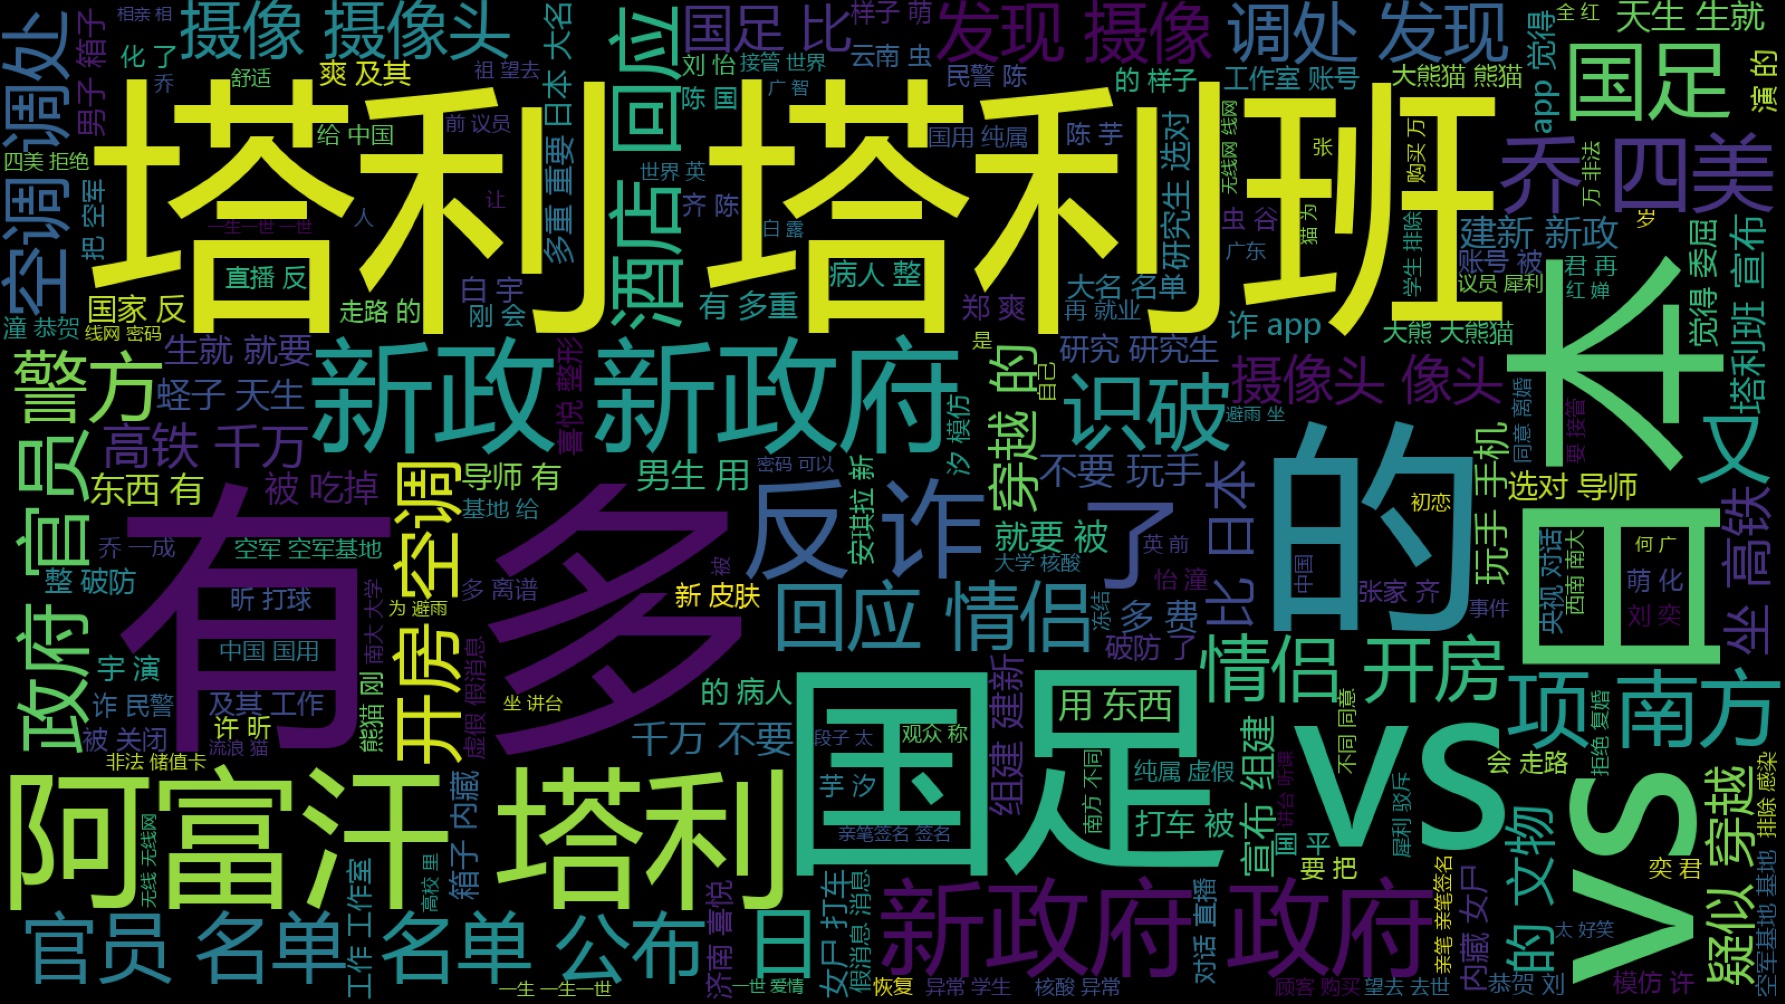 相亲 相
化 了
摄像 摄像头
日本 大名
回应
国足 比
样子 萌
云南 虫
发现 摄像
调处 发现
全 红
天生 生就
箱子
男子
乔
舒适
爽 及其
祖 望去
刘 怡
接管 世界
广 智
陈 国
民警 陈
的 样子
工作室 账号
大熊猫 熊猫
app 觉得
国足
演 的
空调 调处
塔利 塔利班
四美 拒绝
给 中国
前 议员
世界 英
国用 纯属
陈 芋
张
购买 万
无线网 线网
乔 四美
万 非法
把 空军
一生一世 一世
人
让
多重 重要
酒店
齐 陈
白 露
研究生 选对
虫 谷
广东
猫 为
学生 排除
岁
建新 新政
账号 被
君 再
红 婵
议员 犀利
觉得 委屈
塔利班 宣布
国家 反
直播 反
走路 的
白 宇
刚 会
有 多重
病人 整
郑 爽
大名 名单
再 就业
诈 app
大熊 大熊猫
潼 恭贺
线网 密码
警方
生就 就要
蛭子 天生
高铁 千万
新政 新政府
喜悦 整形
汐 模仿
是
穿越 的
自己
研究 研究生
识破
摄像头 像头
避雨 坐
同意 离婚
要 接管
日本
又
官员
东西 有
被 吃掉
空调
导师 有
基地 给
男生 用
密码 可以
安琪拉 新
反诈
不要 玩手
就要 被
大学 核酸
了
英 前
比 日本
的
初恋
中国
玩手 手机
选对 导师
央视 对话
西南 南大
何 广
萌 化
刘 奕
坐 高铁
有 多
乔 一成
空军 空军基地
整 破防
昕 打球
中国 国用
为 避雨
多 离谱
被
新 皮肤
回应 情侣
冻结
怡 潼
多 费
破防 了
张家 齐
事件
政府
宇 演
诈 民警
及其 工作
被 关闭
许 昕
流浪 猫
南大 大学
熊猫 刚
开房
虚假 假消息
坐 讲台
的 病人
千万 不要
段子 太
观众 称
组建 建新
用 东西
情侣 开房
不同 同意
项 南方
拒绝 复婚
会 走路
非法 储值卡
阿富汗 塔利
无线 无线网
箱子 内藏
国足 vs
芋 汐
亲笔签名 签名
南方 不同
纯属 虚假
打车 被
宣布 组建
讲台 听课
国 平
要 把
犀利 驳斥
vs
疑似 穿越
排除 感染
奕 君
官员 名单
工作 工作室
高校 里
名单 公布
一生 一生一世
济南 喜悦
日
一世 爱情
女尸 打车
假消息 消息
恢复
新政府 政府
异常 学生
核酸 异常
对话 直播
顾客 购买
望去 去世
亲笔 亲笔签名
内藏 女尸
的 文物
太 好笑
恭贺 刘
模仿 许
空军基地 基地